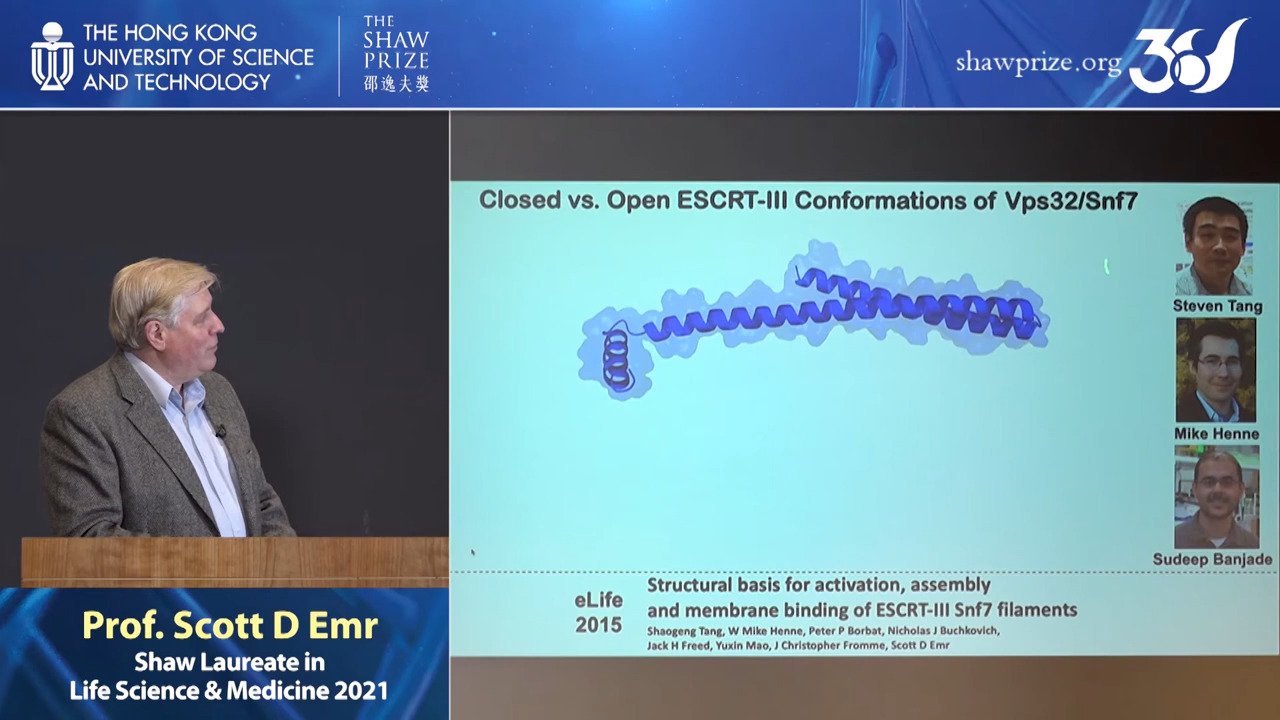 THE HONG KONG
UNIVERSITY OF SCIENCE
AND TECHNOLOGY
THE
SHAW
PRIZE
邵逸夫獎
shawprize.org
30
Closed vs. Open ESCRT-III Conformations of Vps32/Snf7
Steven Tang
Mike Henne
Sudeep Banjade
eLife
2015
Structural basis for activation, assembly
and membrane binding of ESCRT-III Snf7 filaments
Shaogeng Tang, W Mike Henne, Peter P Borbat, Nicholas J Buchkovich,
Jack H Freed, Yuxin Mao, J Christopher Fromme, Scott D Emr
Prof. Scott D Emr
Shaw Laureate in
Life Science & Medicine 2021